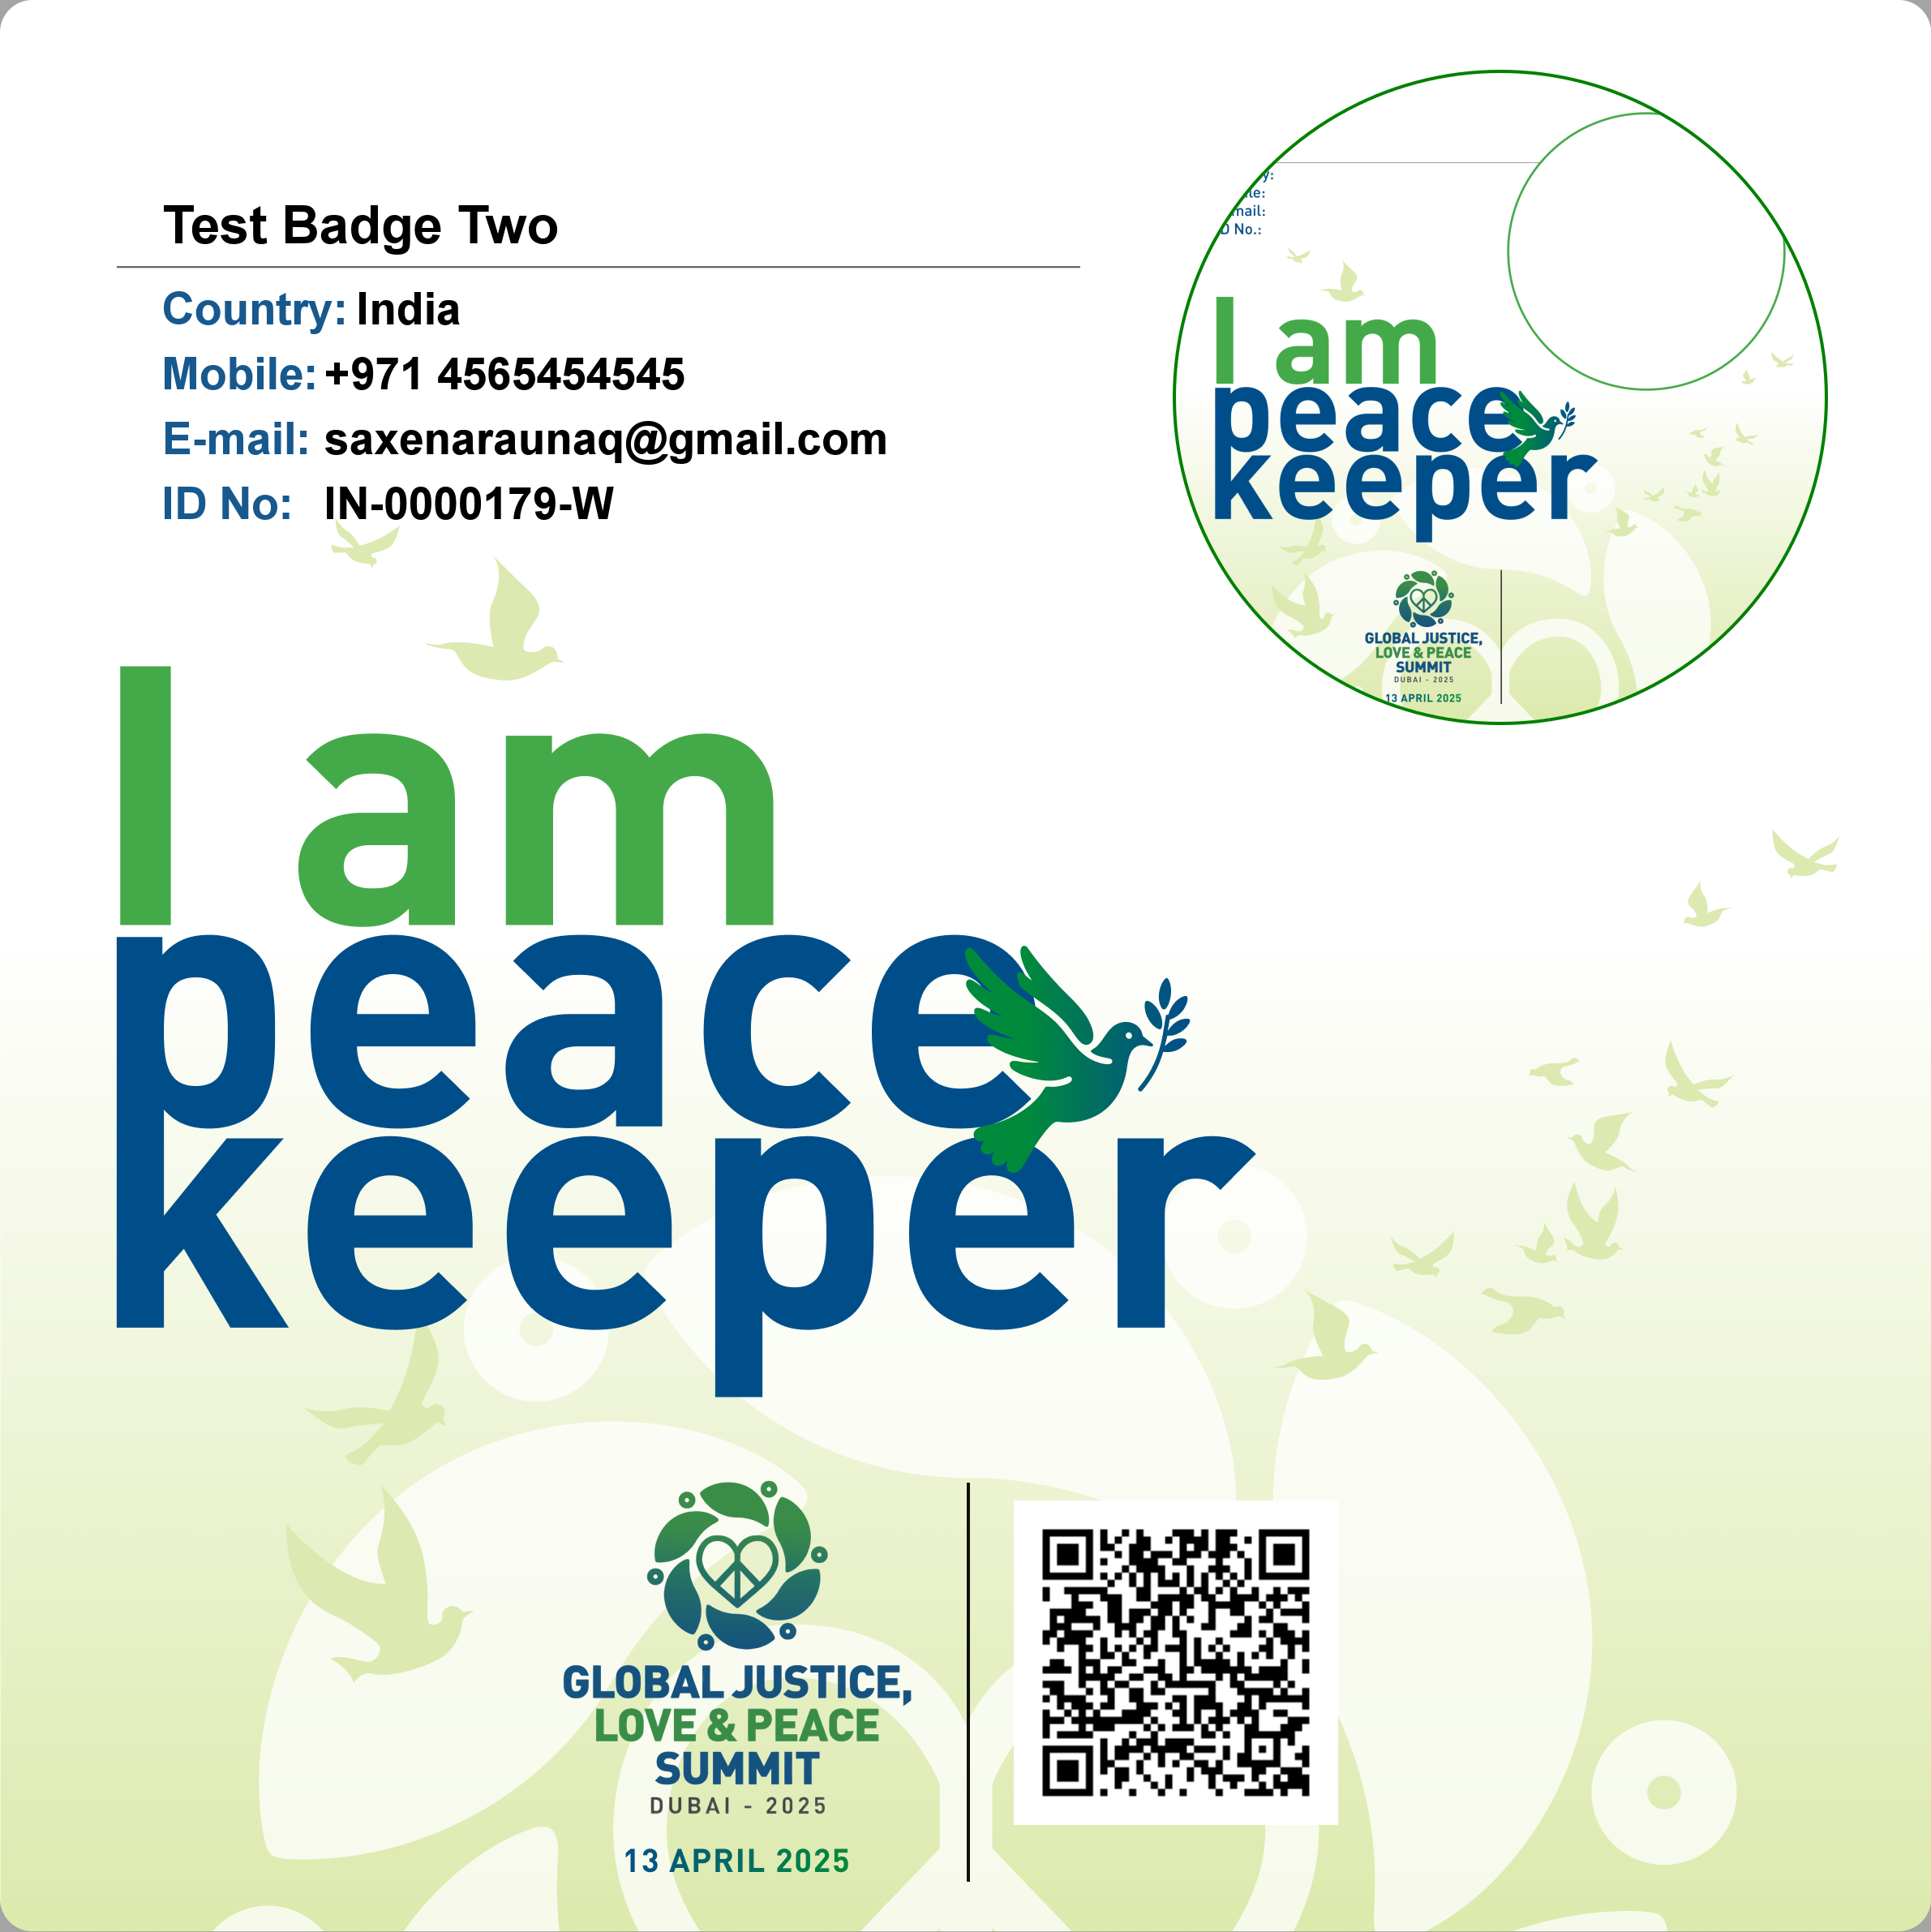 Test Badge Two
Country: India
Mobile: +971 4565454545
E-mail: saxenaraunaq@gmail.com
ID No: IN-0000179-W
y:
le:
mail:
D No.:
I am
peace
keeper
GLOBAL JUSTICE,
LOVE & PEACE
SUMMIT
DUBAI - 2025
13 APRIL 2025
I am
peace
keeper
GLOBAL JUSTICE,
LOVE & PEACE
SUMMIT
DUBAI - 2025
13 APRIL 2025